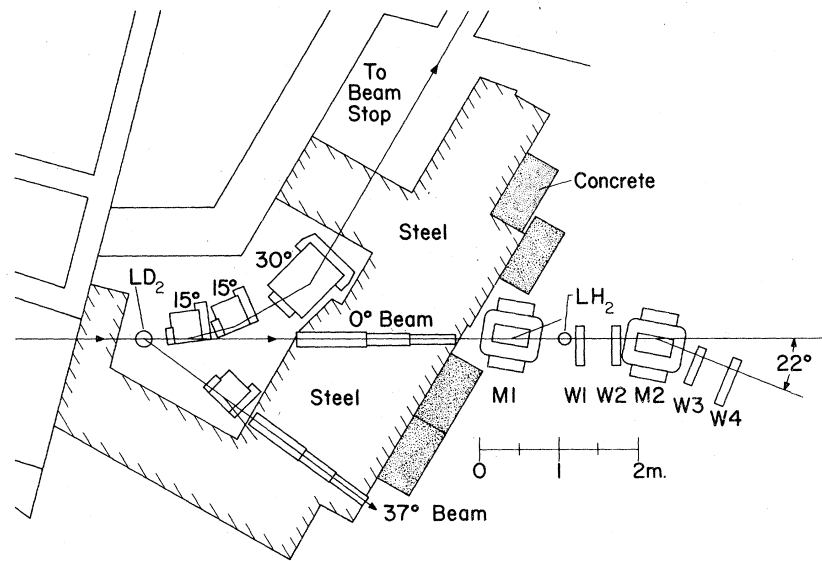 To
Beam
Stop
Concrete
Steel
30°
LD₂
15°
15°
0° Beam
LH₂
22°
Steel
M1
W1
W2
M2
W3
W4
0
1
2m.
37° Beam